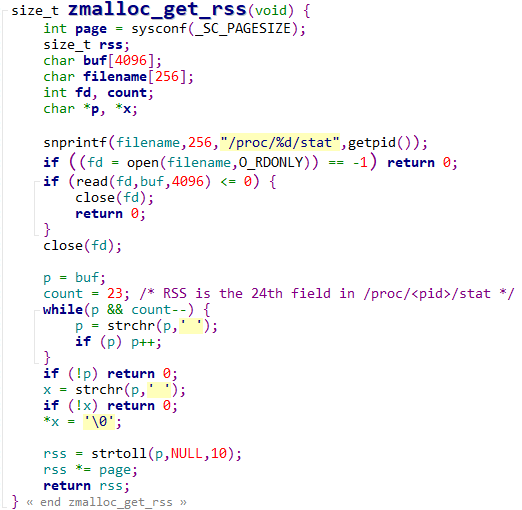 size_t zmalloc_get_rss(void) {
    int page = sysconf(_SC_PAGESIZE);
    size_t rss;
    char buf[4096];
    char filename[256];
    int fd, count;
    char *p, *x;

    snprintf(filename,256,"/proc/%d/stat",getpid());
    if ((fd = open(filename,O_RDONLY)) == -1) return 0;
    if (read(fd,buf,4096) <= 0) {
        close(fd);
        return 0;
    }
    close(fd);

    p = buf;
    count = 23; /* RSS is the 24th field in /proc/<pid>/stat */
    while(p && count--) {
        p = strchr(p,' ');
        if (p) p++;
    }
    if (!p) return 0;
    x = strchr(p,' ');
    if (!x) return 0;
    *x = '\0';

    rss = strtoll(p,NULL,10);
    rss *= page;
    return rss;
} « end zmalloc_get_rss »